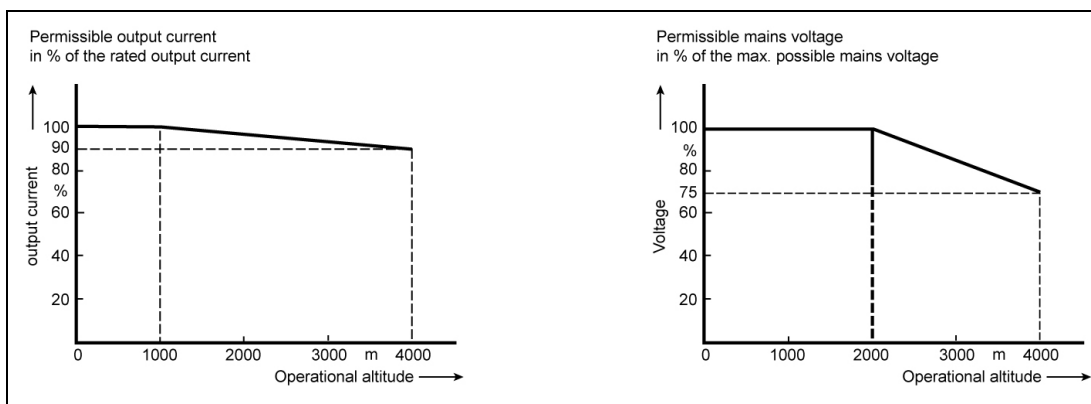 Permissible output current
in % of the rated output current
100
90
80
%
60
40
20
output current
0 1000 2000 3000 m 4000
Operational altitude
Permissible mains voltage
in % of the max. possible mains voltage
100
%
80
75
60
40
20
Voltage
0 1000 2000 3000 m 4000
Operational altitude